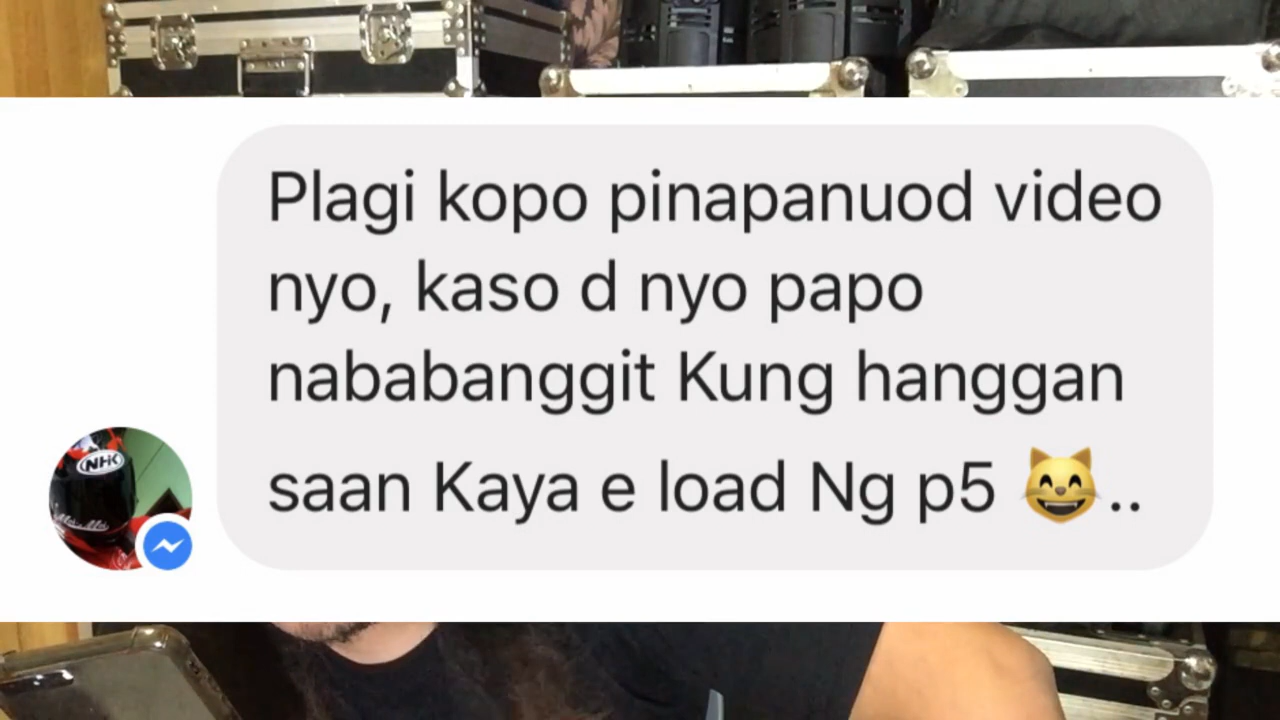 Plagi kopo pinapanuod video
nyo, kaso d nyo papo
nababanggit Kung hanggan
saan Kaya e load Ng p5 😸..
NHK